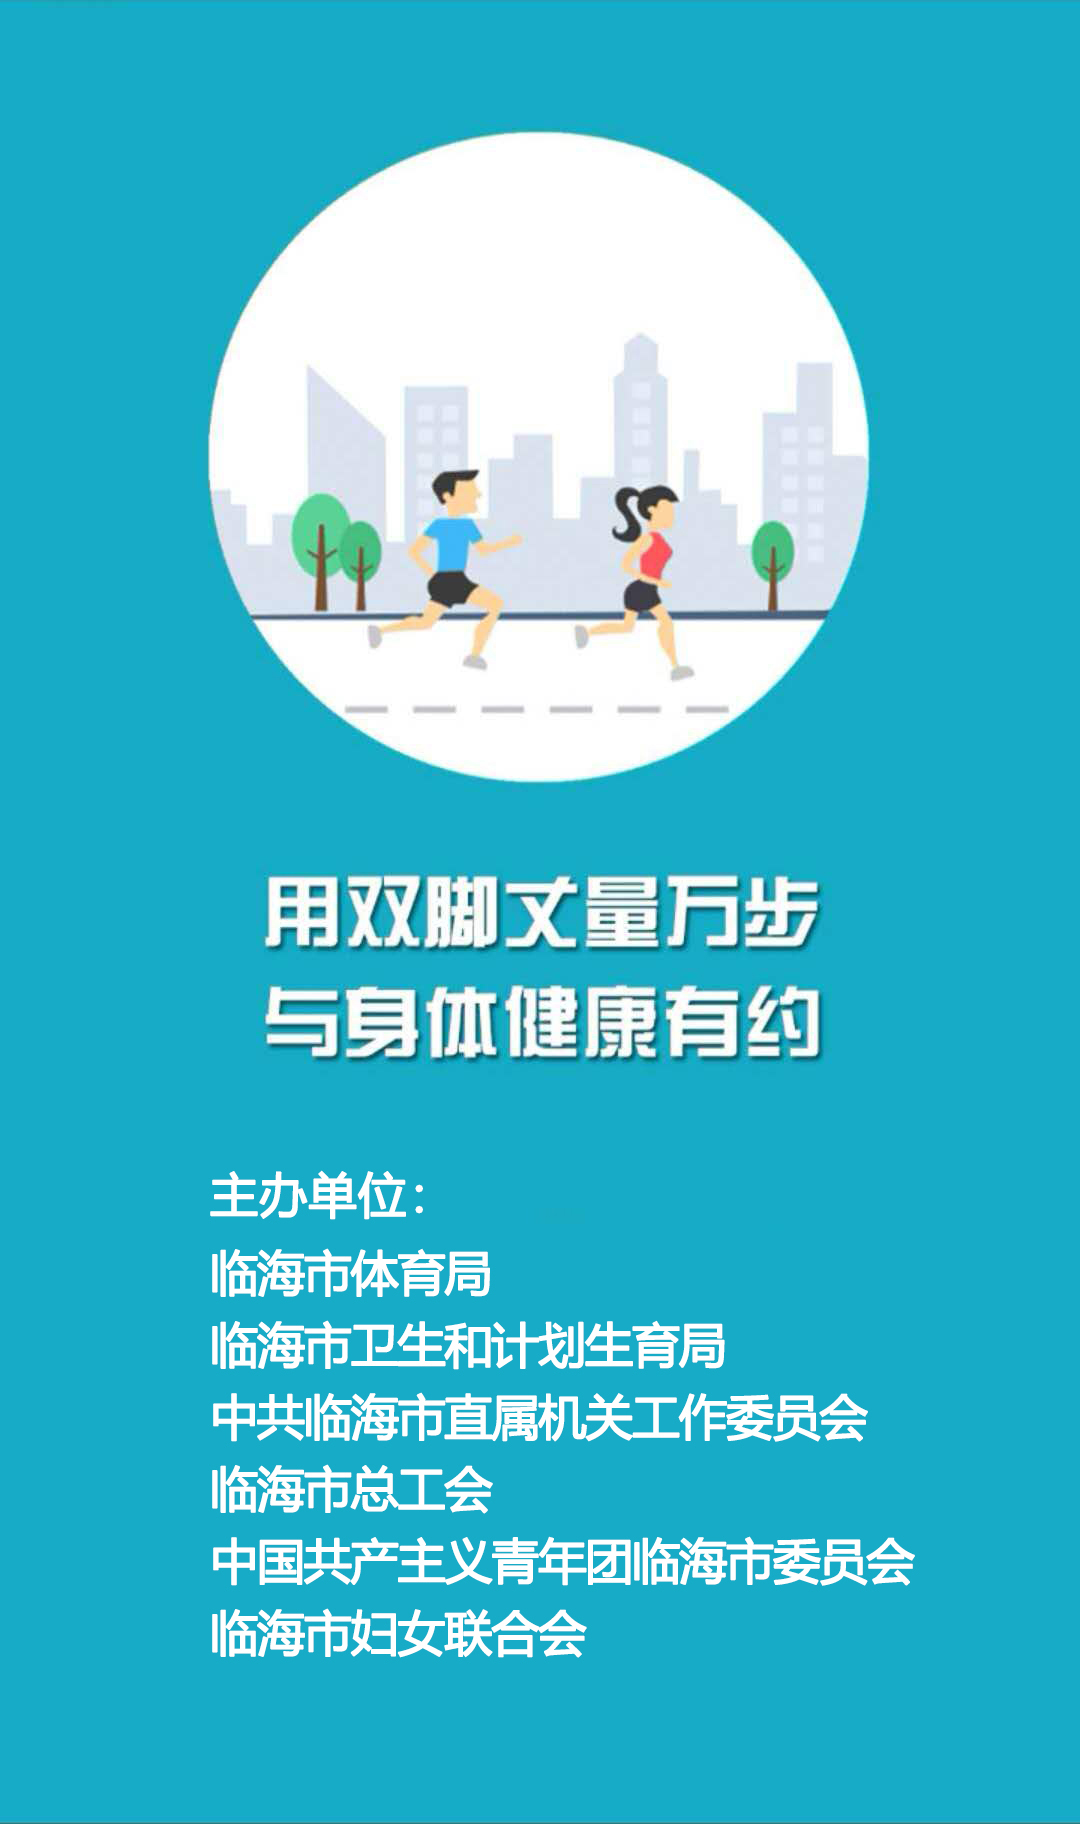 用双脚丈量万步
与身体健康有约
主办单位：
临海市体育局
临海市卫生和计划生育局
中共临海市直属机关工作委员会
临海市总工会
中国共产主义青年团临海市委员会
临海市妇女联合会